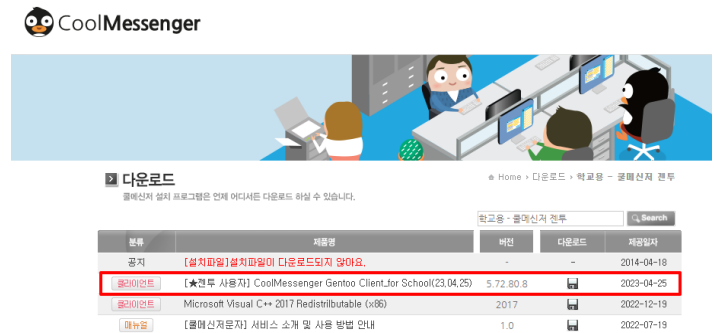 CoolMessenger
다운로드
쿨메신저 설치 프로그램은 언제 어디서든 다운로드 하실 수 있습니다.
Home › 다운로드 › 학교용 - 쿨메신저 젠투
학교용 - 쿨메신저 젠투
Search
분류 제품명 버전 다운로드 제공일자
공지 [설치파일]설치파일이 다운로드되지 않아요. - - 2014-04-18
클라이언트 [★젠투 사용자] CoolMessenger Gentoo Client_for School(23,04,25) 5.72.80.8 2023-04-25
클라이언트 Microsoft Visual C++ 2017 Redistributable (x86) 2017 2022-12-19
매뉴얼 [쿨메신저문자] 서비스 소개 및 사용 방법 안내 1.0 2022-07-19